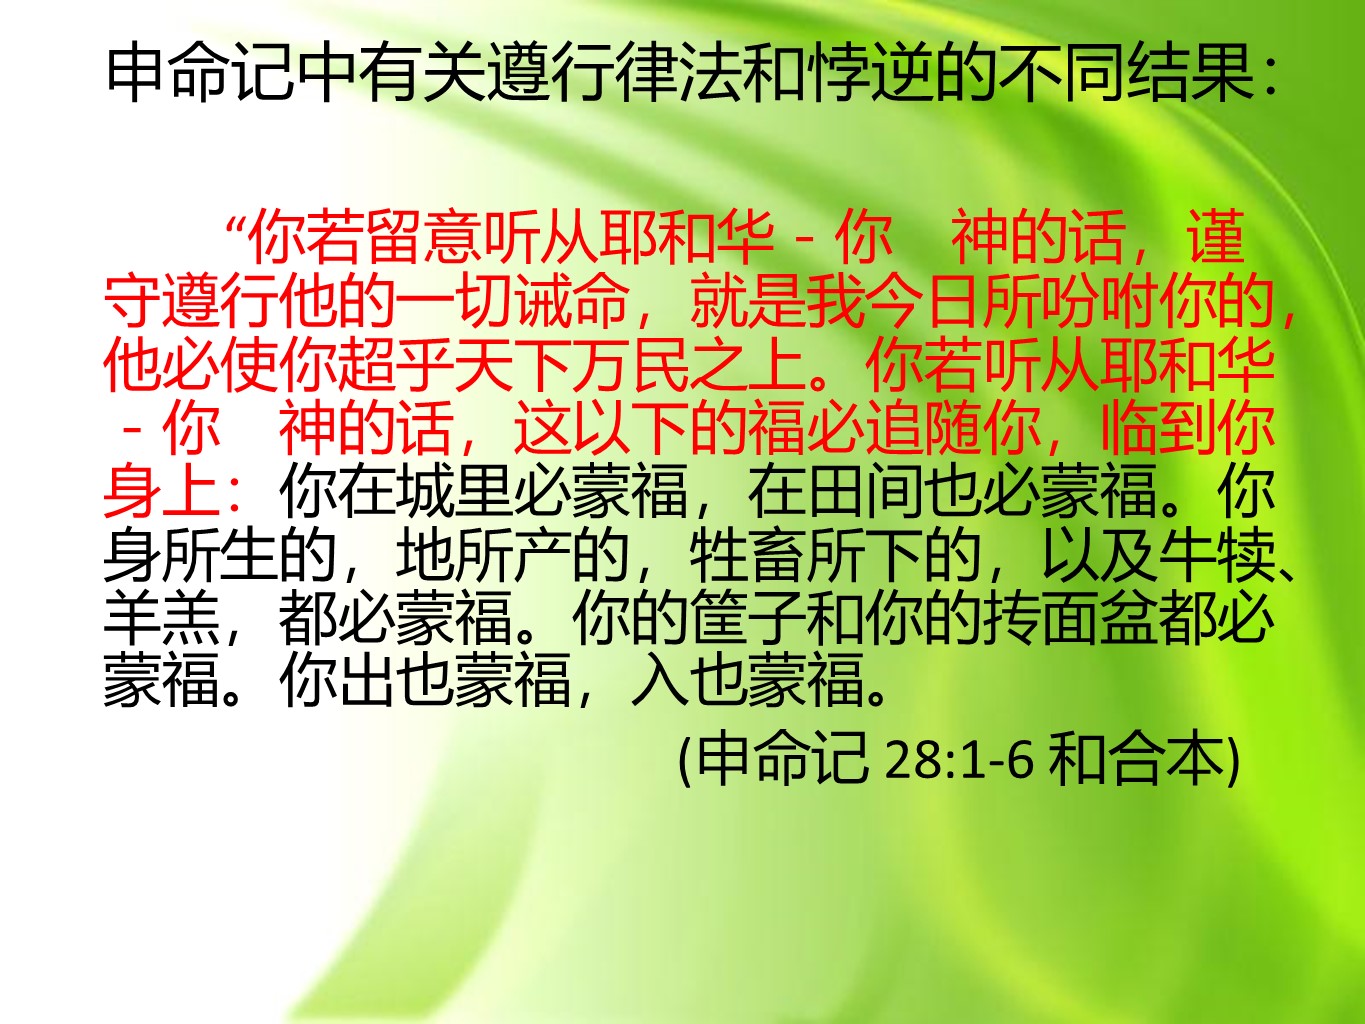 申命记中有关遵行律法和悖逆的不同结果：
“你若留意听从耶和华－你　神的话，谨
守遵行他的一切诫命，就是我今日所吩咐你的，
他必使你超乎天下万民之上。你若听从耶和华
－你　神的话，这以下的福必追随你，临到你
身上：你在城里必蒙福，在田间也必蒙福。你
身所生的，地所产的，牲畜所下的，以及牛犊、
羊羔，都必蒙福。你的筐子和你的抟面盆都必
蒙福。你出也蒙福，入也蒙福。
(申命记 28:1-6 和合本)